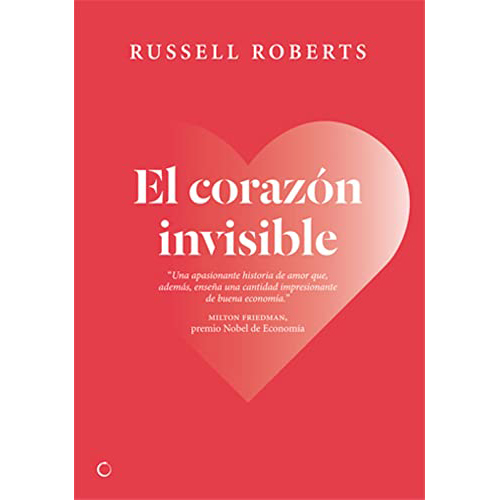 RUSSELL ROBERTS
El corazón
invisible
“Una apasionante historia de amor que,
además, enseña una cantidad impresionante
de buena economía.”
MILTON FRIEDMAN,
premio Nobel de Economía